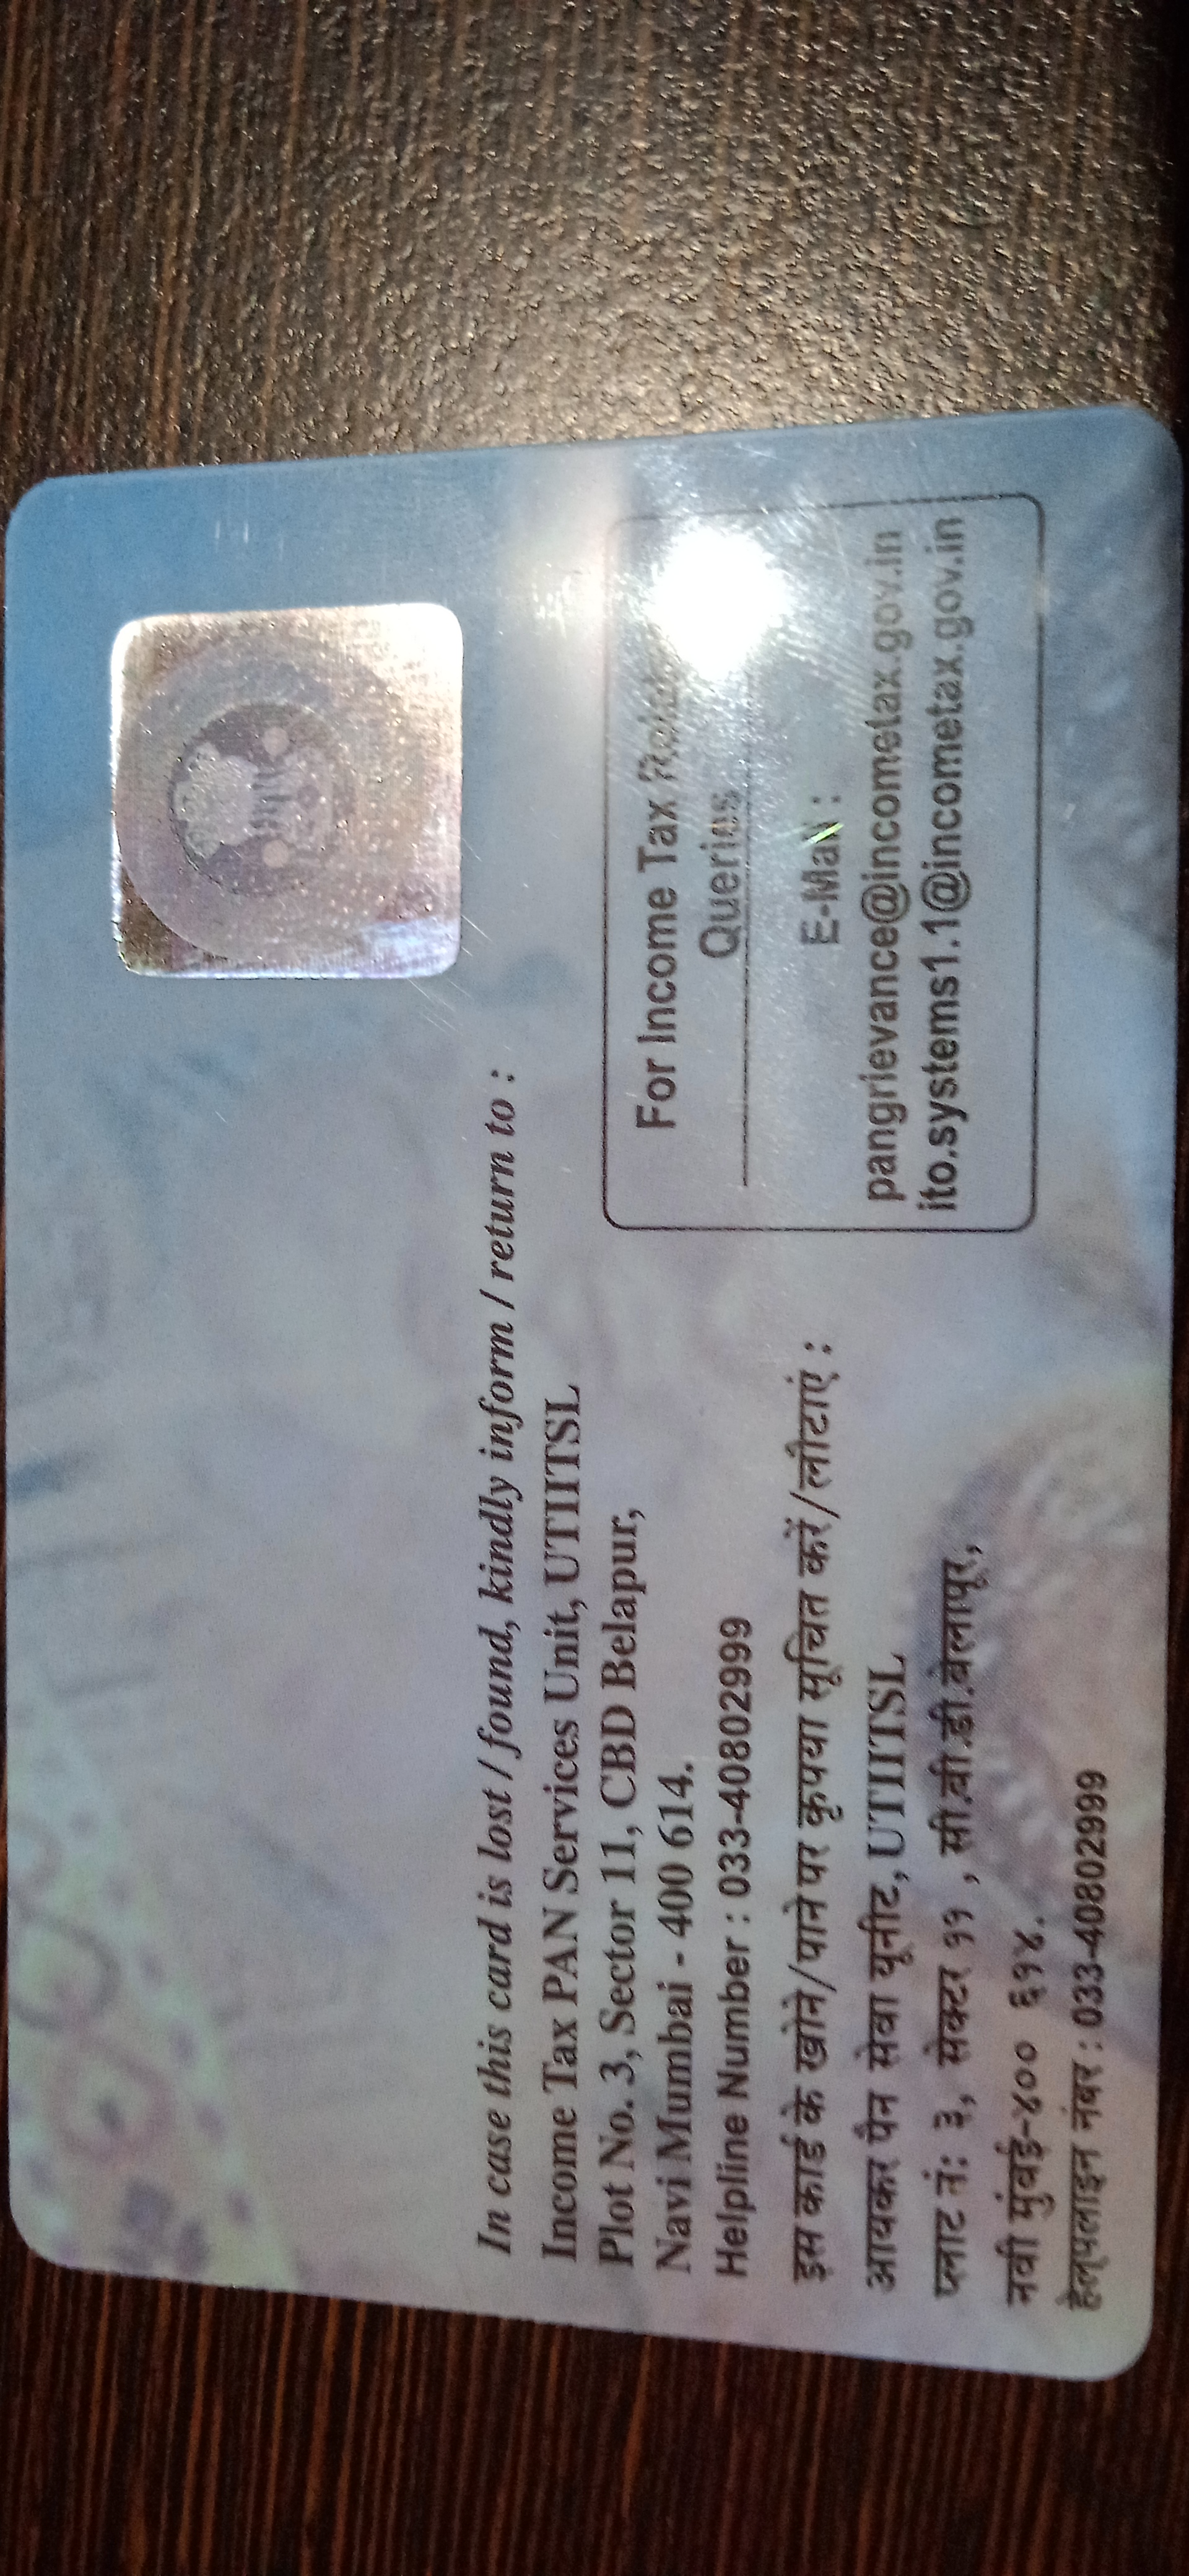 In case this card is lost / found, kindly inform / return to :
Income Tax PAN Services Unit, UTIITSL
Plot No. 3, Sector 11, CBD Belapur,
Navi Mumbai - 400 614.
Helpline Number : 033-40802999
इस कार्ड के खोने/पाने पर कृपया सूचित करें/लौटाएं :
आयकर पैन सेवा यूनीट, UTIITSL
प्लाट नं: ३, सेक्टर ११ , सी.बी.डी.बेलापूर,
नवी मुंबई-४०० ६१४.
हेल्पलाइन नंबर : 033-40802999
For Income Tax
Queries
E-Mail :
pangrievance@incometax.gov.in
ito.systems1.1@incometax.gov.in